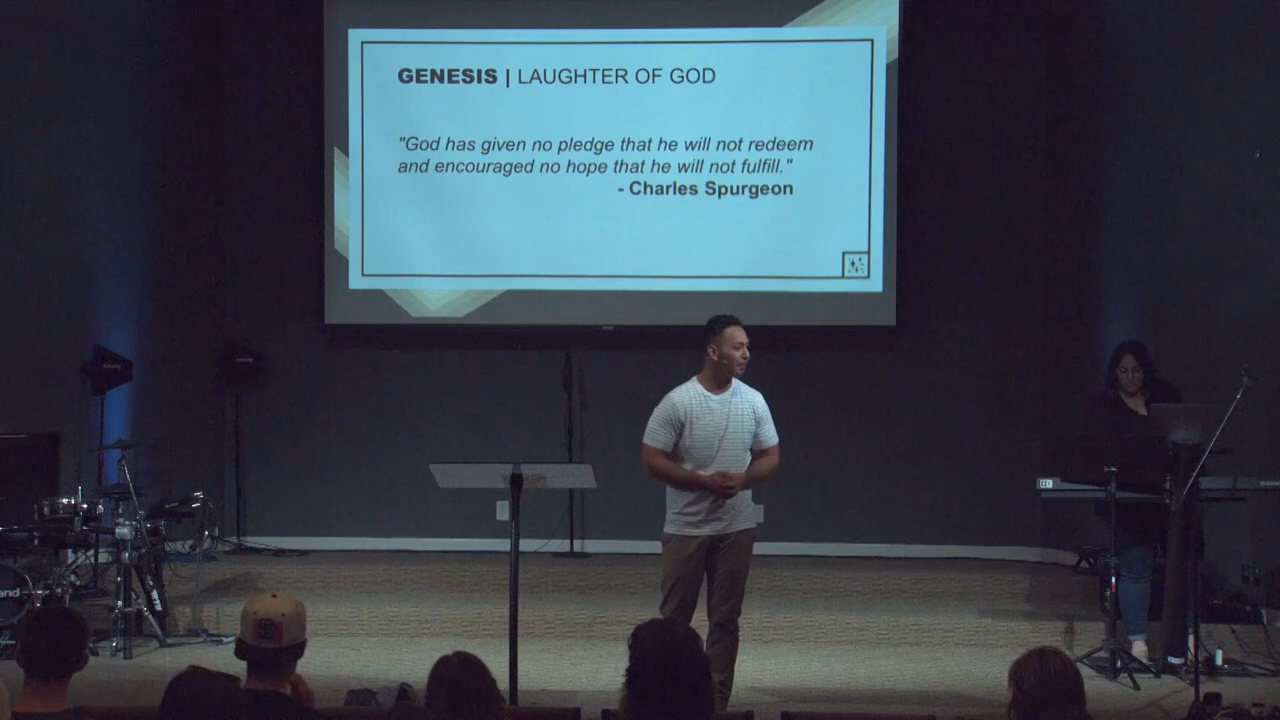 GENESIS | LAUGHTER OF GOD
"God has given no pledge that he will not redeem
and encouraged no hope that he will not fulfill."
- Charles Spurgeon
SF